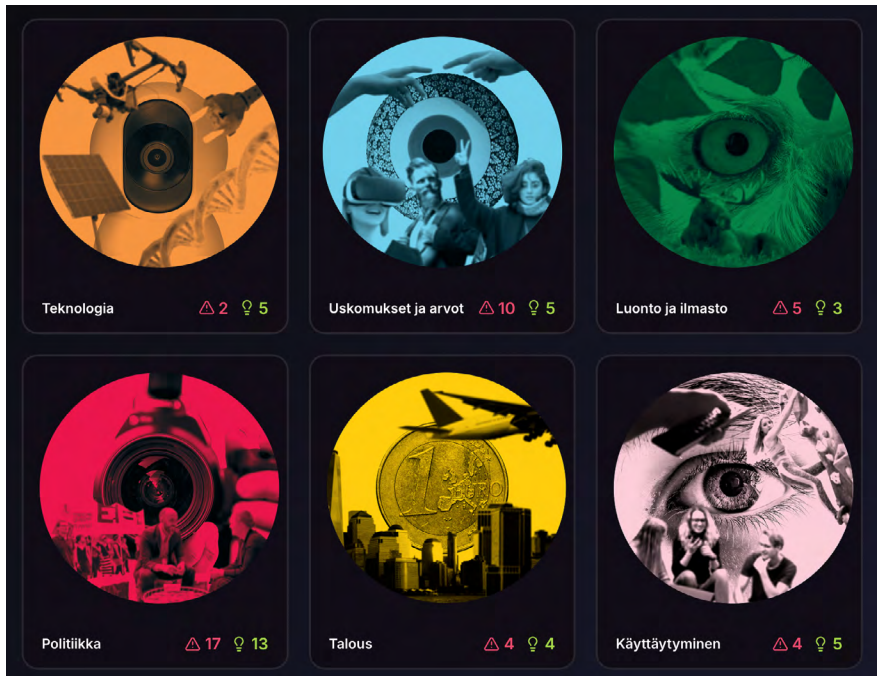 Teknologia 2 5
Uskomukset ja arvot 10 5
Luonto ja ilmasto 5 3
1
Politiikka 17 13
Talous 4 4
Käyttäytyminen 4 5